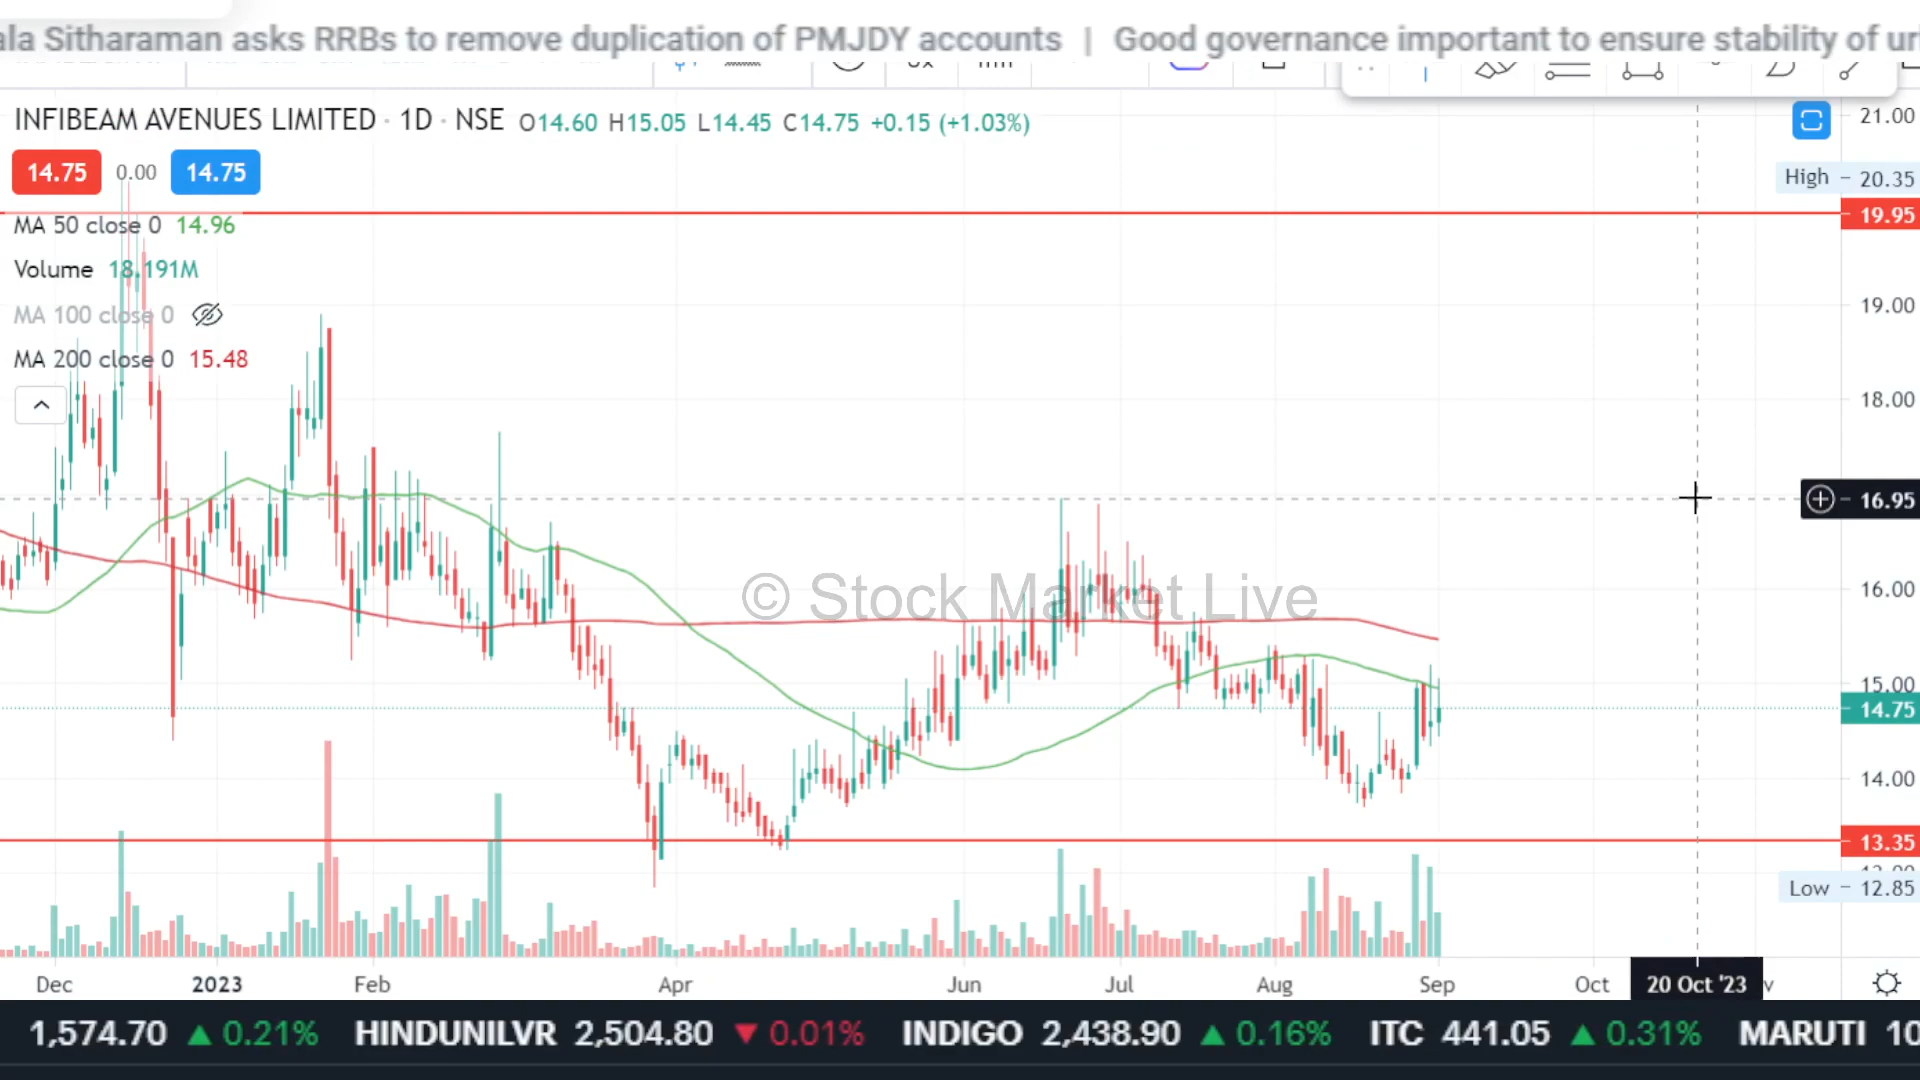 ala Sitharaman asks RRBs to remove duplication of PMJDY accounts | Good governance important to ensure stability of
INFIBEAM AVENUES LIMITED · 1D · NSE O14.60 H15.05 L14.45 C14.75 +0.15 (+1.03%)
21.00
14.75 0.00 14.75
High 20.35
19.95
MA 50 close 0 14.96
Volume 18.191M
19.00
MA 100 close 0
MA 200 close 0 15.48
18.00
16.95
16.00
© Stock Market Live
15.00
14.75
14.00
13.35
Low 12.85
Dec 2023 Feb Apr Jun Jul Aug Sep Oct 20 Oct '23 v
1,574.70 ▲ 0.21% HINDUNILVR 2,504.80 ▼ 0.01% INDIGO 2,438.90 ▲ 0.16% ITC 441.05 ▲ 0.31% MARUTI 10